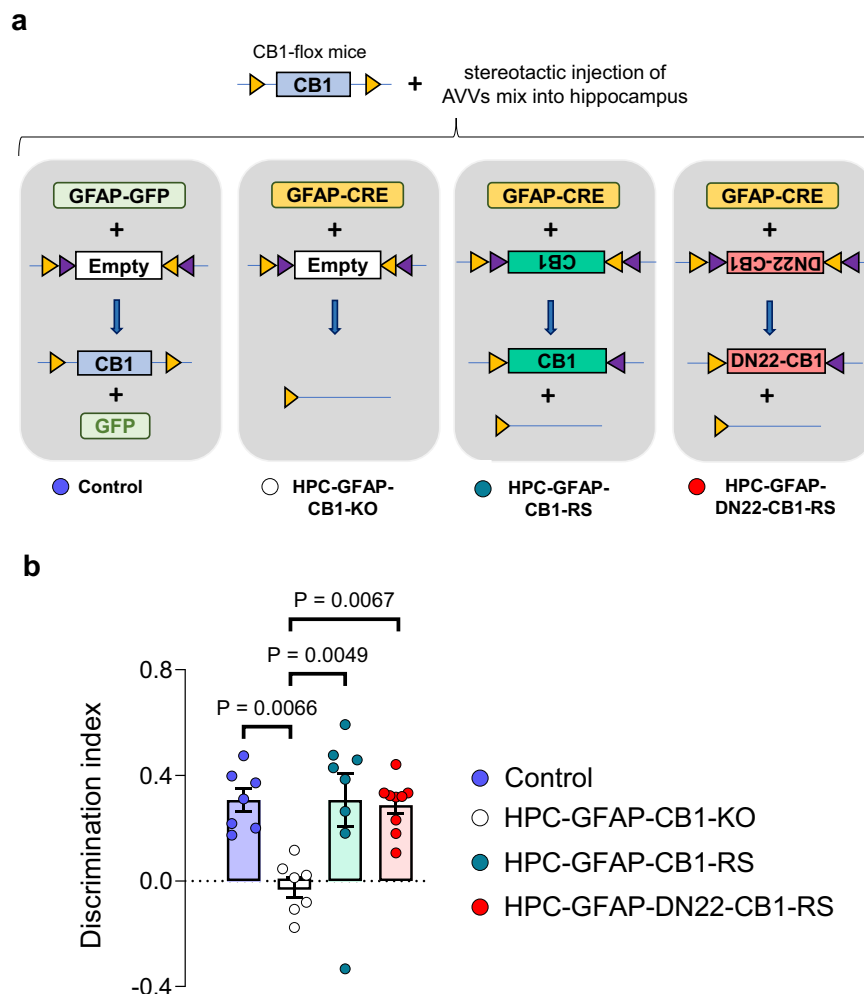 a
CB1-flox mice
CB1
+
stereotactic injection of
AVVs mix into hippocampus
GFAP-GFP
+
Empty
CB1
+
GFP
Control
GFAP-CRE
+
Empty
HPC-GFAP-
CB1-KO
GFAP-CRE
+
CB1
CB1
+
HPC-GFAP-
CB1-RS
GFAP-CRE
+
DN22-CB1
DN22-CB1
+
HPC-GFAP-
DN22-CB1-RS
b
P = 0.0067
P = 0.0049
P = 0.0066
Discrimination index
0.8
0.4
0.0
-0.4
Control
HPC-GFAP-CB1-KO
HPC-GFAP-CB1-RS
HPC-GFAP-DN22-CB1-RS